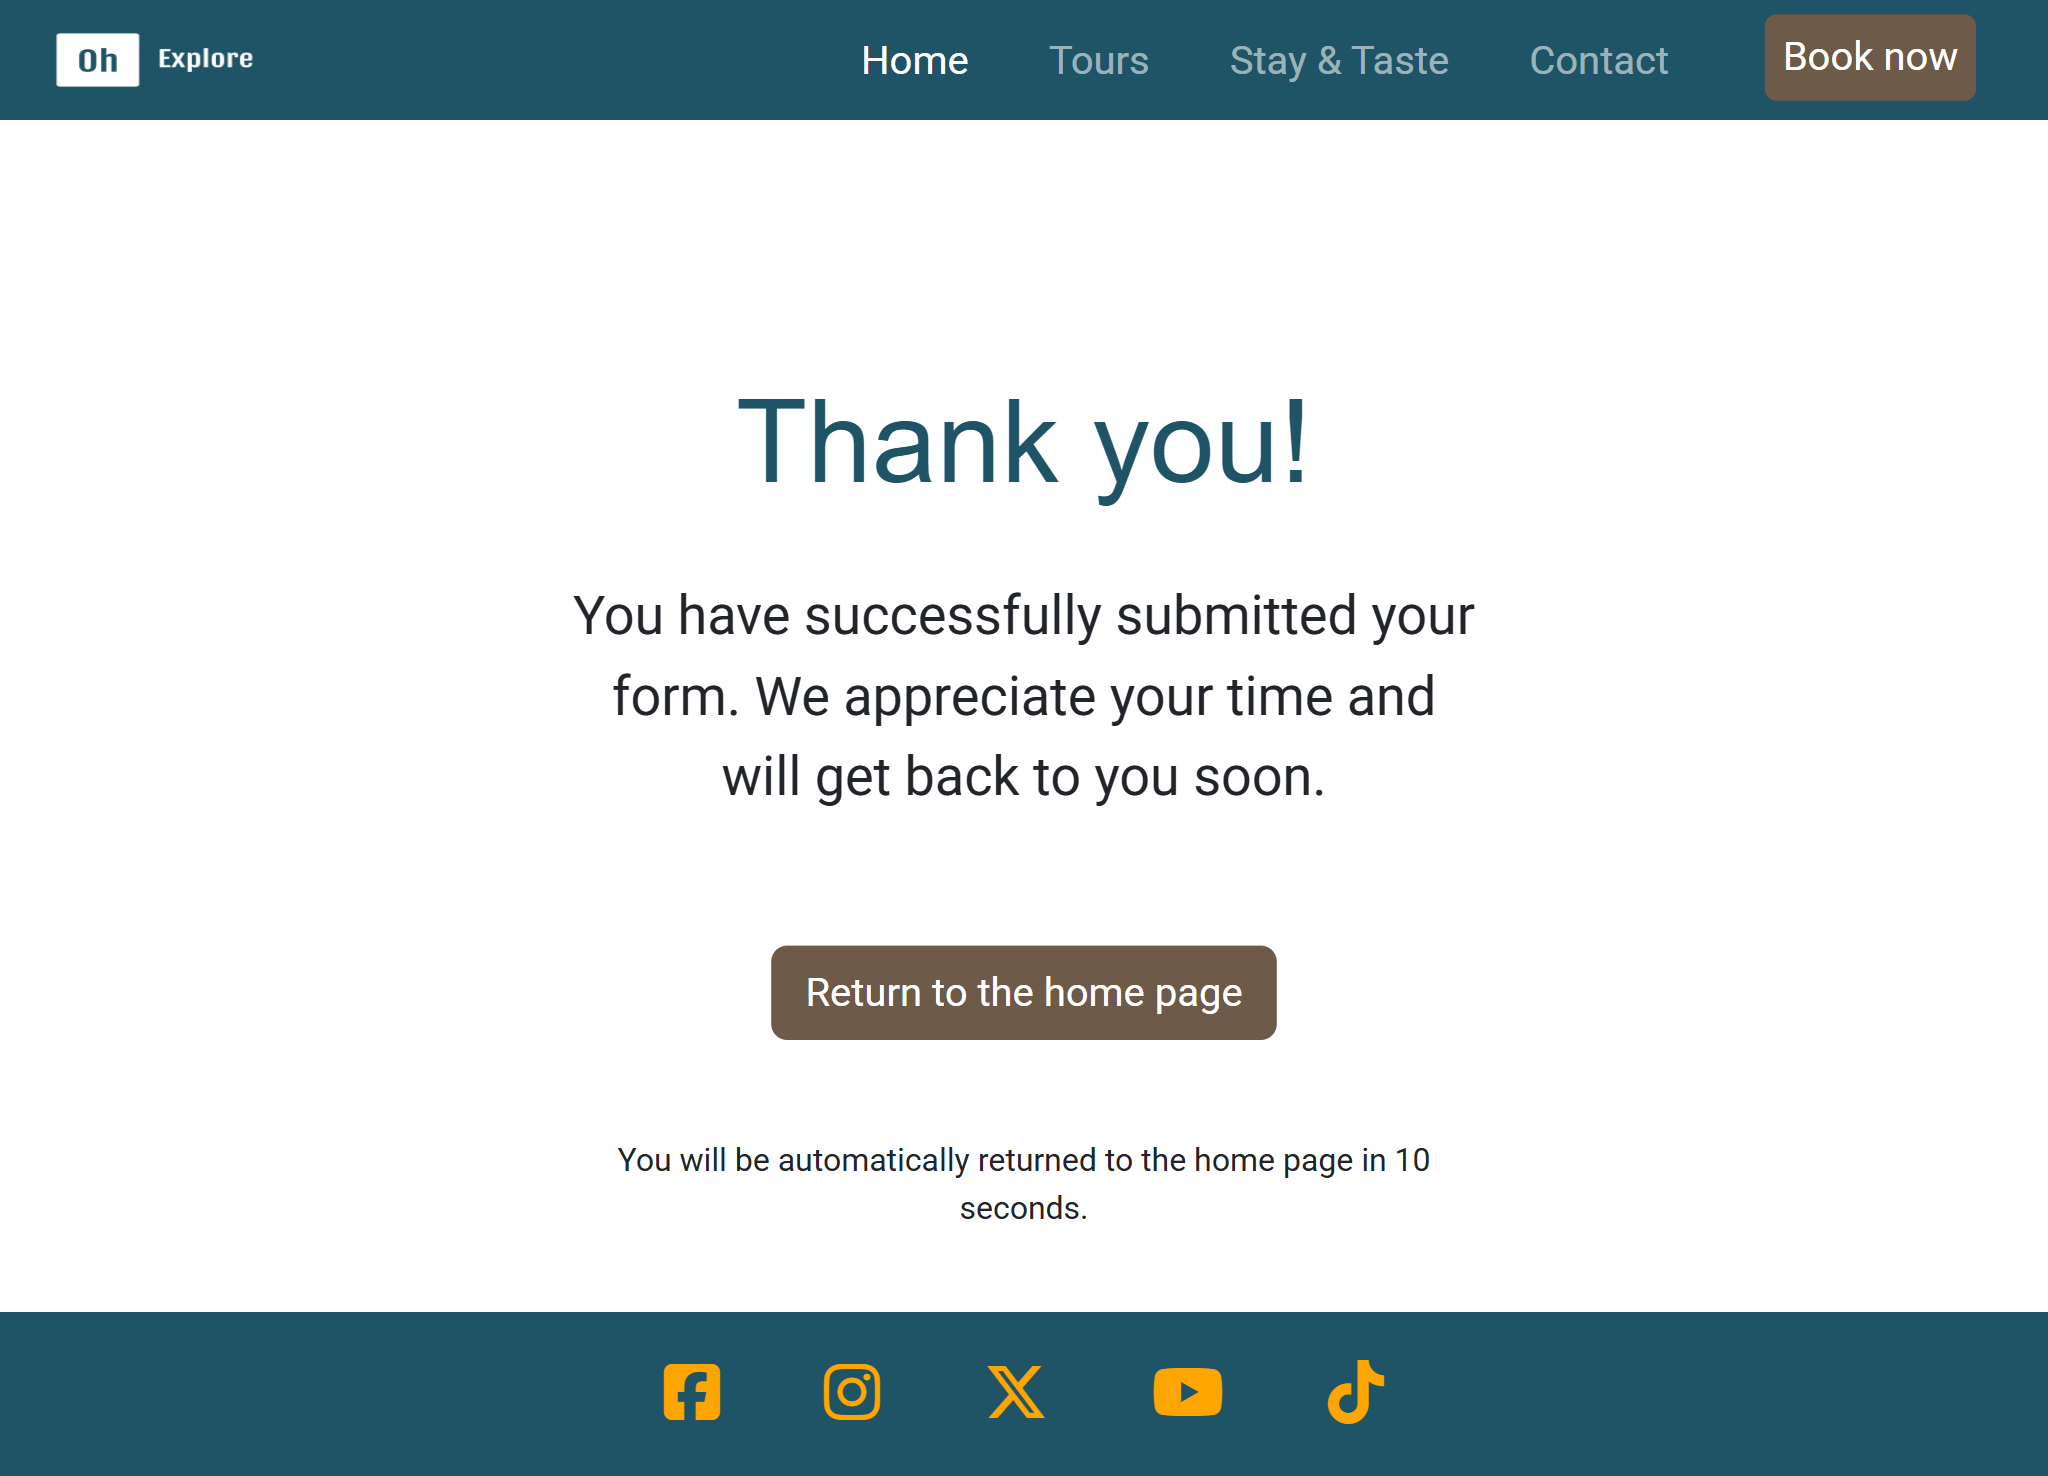 Oh Explore
Home Tours Stay & Taste Contact Book now
Thank you!
You have successfully submitted your
form. We appreciate your time and
will get back to you soon.
Return to the home page
You will be automatically returned to the home page in 10
seconds.